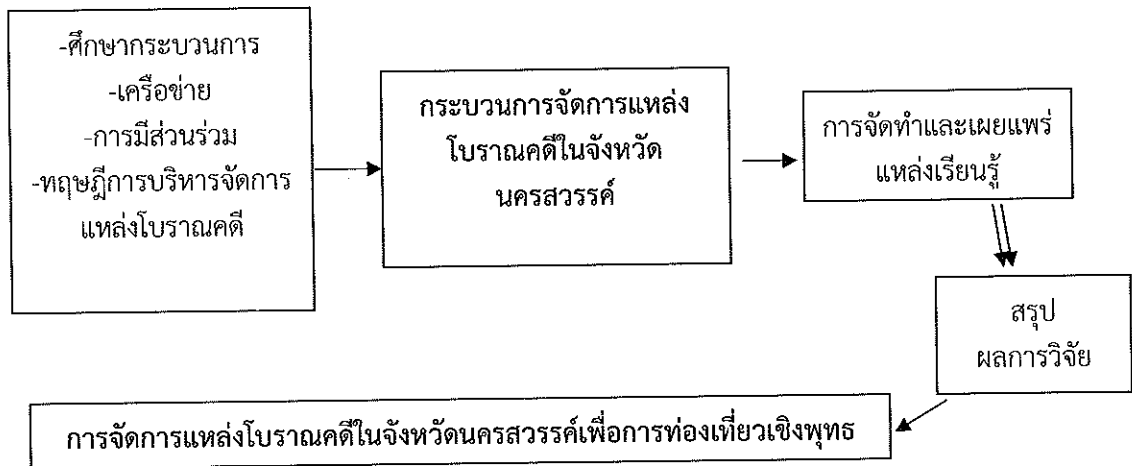 -ศึกษากระบวนการ
-เครือข่าย
-การมีส่วนร่วม
-ทฤษฎีการบริหารจัดการ
แหล่งโบราณคดี
กระบวนการจัดการแหล่ง
โบราณคดีในจังหวัด
นครสวรรค์
การจัดทำและเผยแพร่
แหล่งเรียนรู้
สรุป
ผลการวิจัย
การจัดการแหล่งโบราณคดีในจังหวัดนครสวรรค์เพื่อการท่องเที่ยวเชิงพุทธ